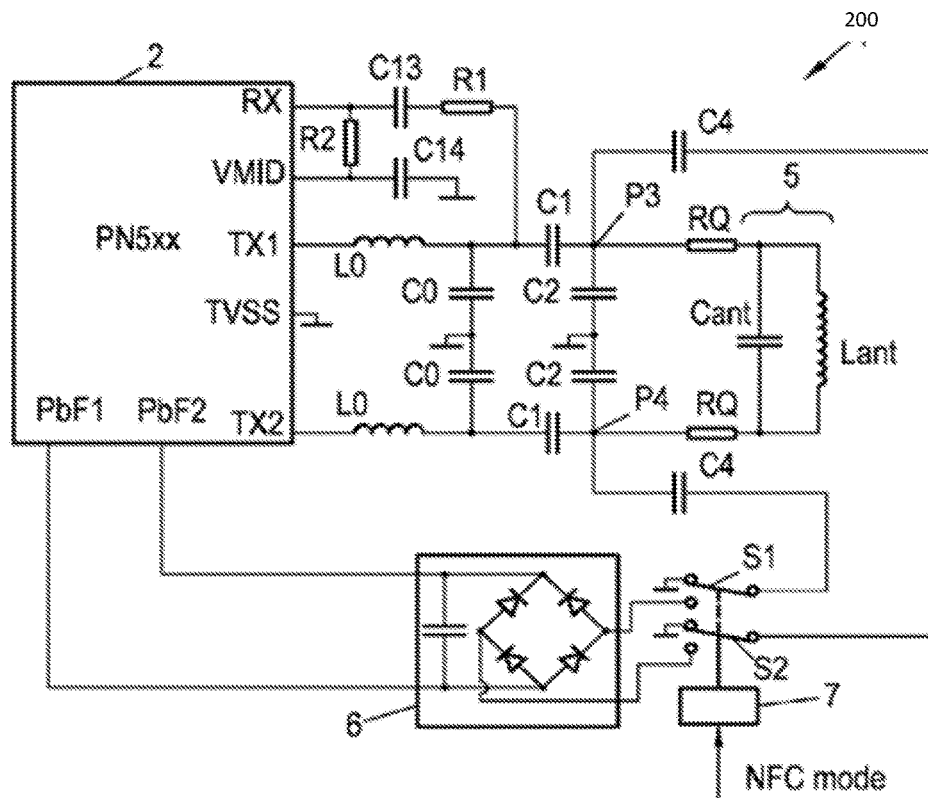 200
2
C13
R1
RX
R2
C14
C4
VMID
C1
P3
5
RQ
PN5xx
TX1
L0
C0
C2
Cant
Lant
TVSS
C0
C2
PbF1
PbF2
L0
RQ
TX2
C1
P4
C4
S1
S2
6
7
NFC mode